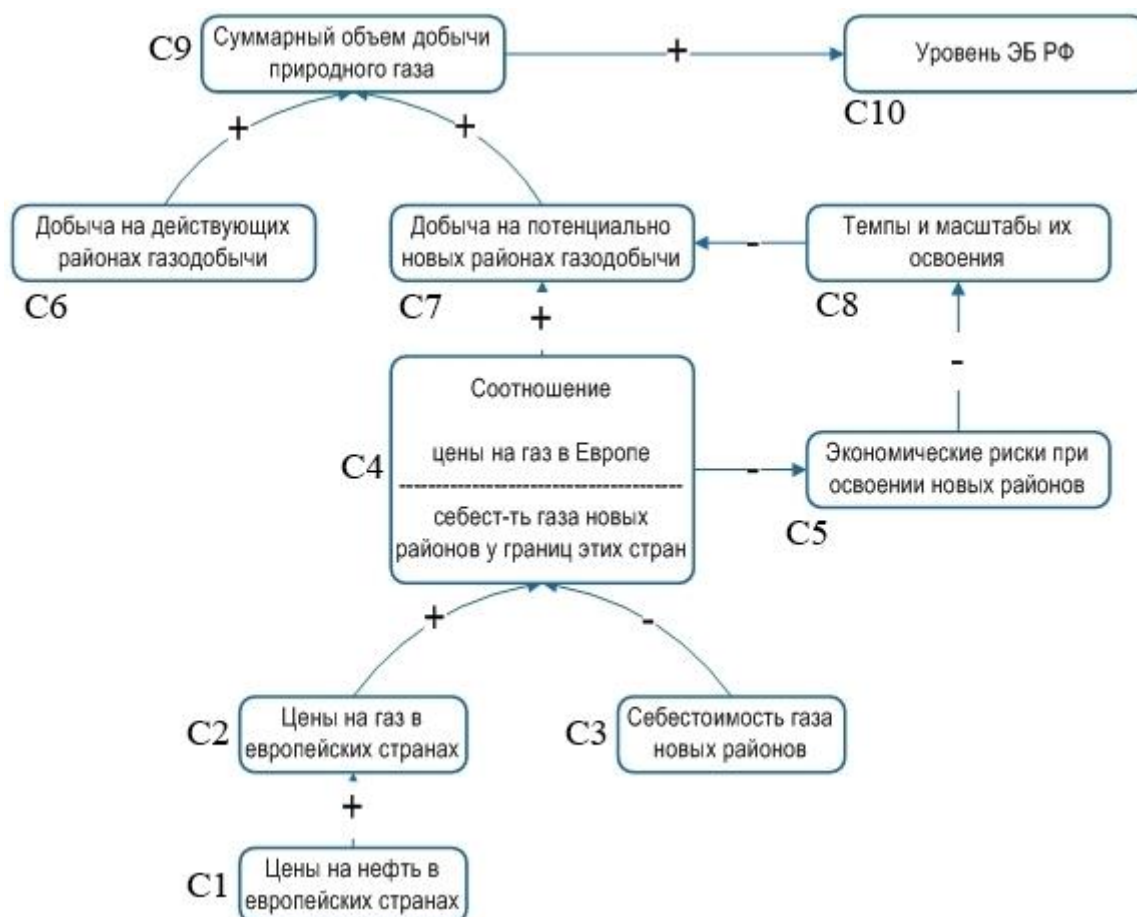 C9
Суммарный объем добычи
природного газа
+
Уровень ЭБ РФ
C10
+
+
Добыча на действующих
районах газодобычи
C6
Добыча на потенциально
новых районах газодобычи
C7
-
Темпы и масштабы их
освоения
C8
+
-
C4
Соотношение
цены на газ в Европе
--------------------------------------------
себест-ть газа новых
районов у границ этих стран
-
Экономические риски при
освоении новых районов
C5
+
-
C2
Цены на газ в
европейских странах
C3
Себестоимость газа
новых районов
+
C1
Цены на нефть в
европейских странах